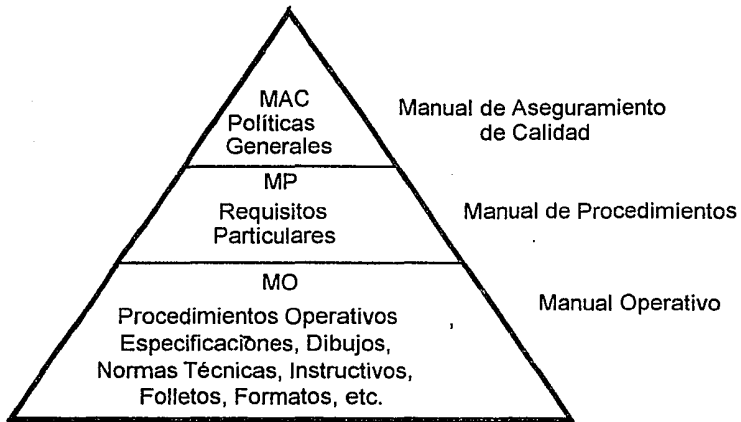 MAC
Políticas
Generales
Manual de Aseguramiento
de Calidad
MP
Requisitos
Particulares
Manual de Procedimientos
MO
Procedimientos Operativos
Especificaciones, Dibujos,
Normas Técnicas, Instructivos,
Folletos, Formatos, etc.
Manual Operativo